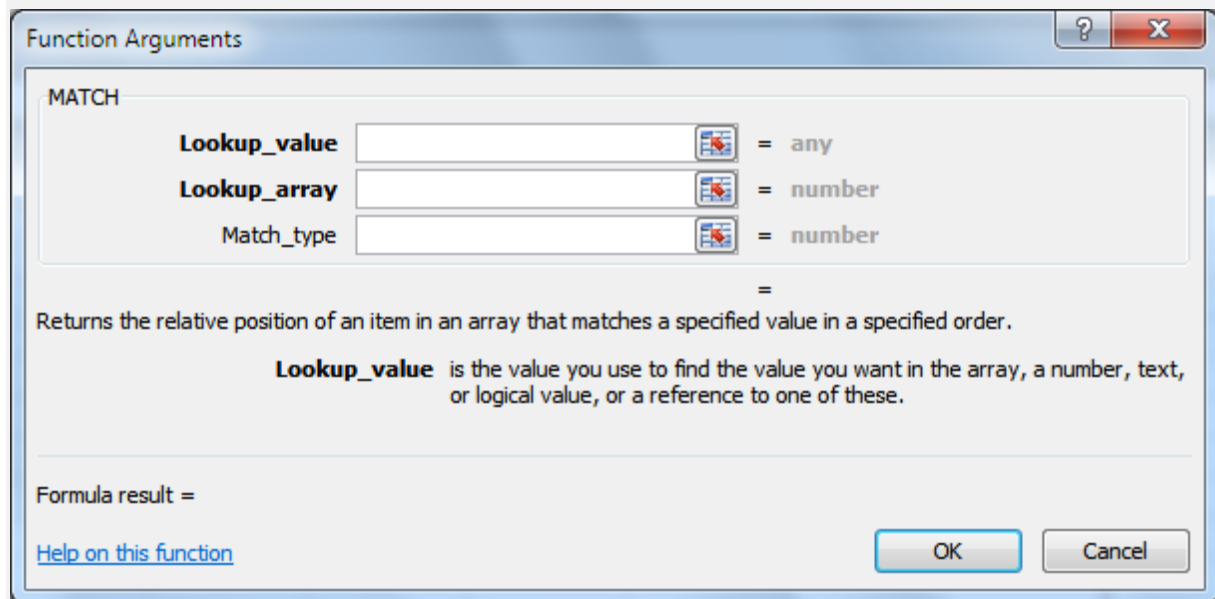 Function Arguments
MATCH
Lookup_value = any
Lookup_array = number
Match_type = number
=
Returns the relative position of an item in an array that matches a specified value in a specified order.
Lookup_value is the value you use to find the value you want in the array, a number, text,
or logical value, or a reference to one of these.
Formula result =
Help on this function OK Cancel